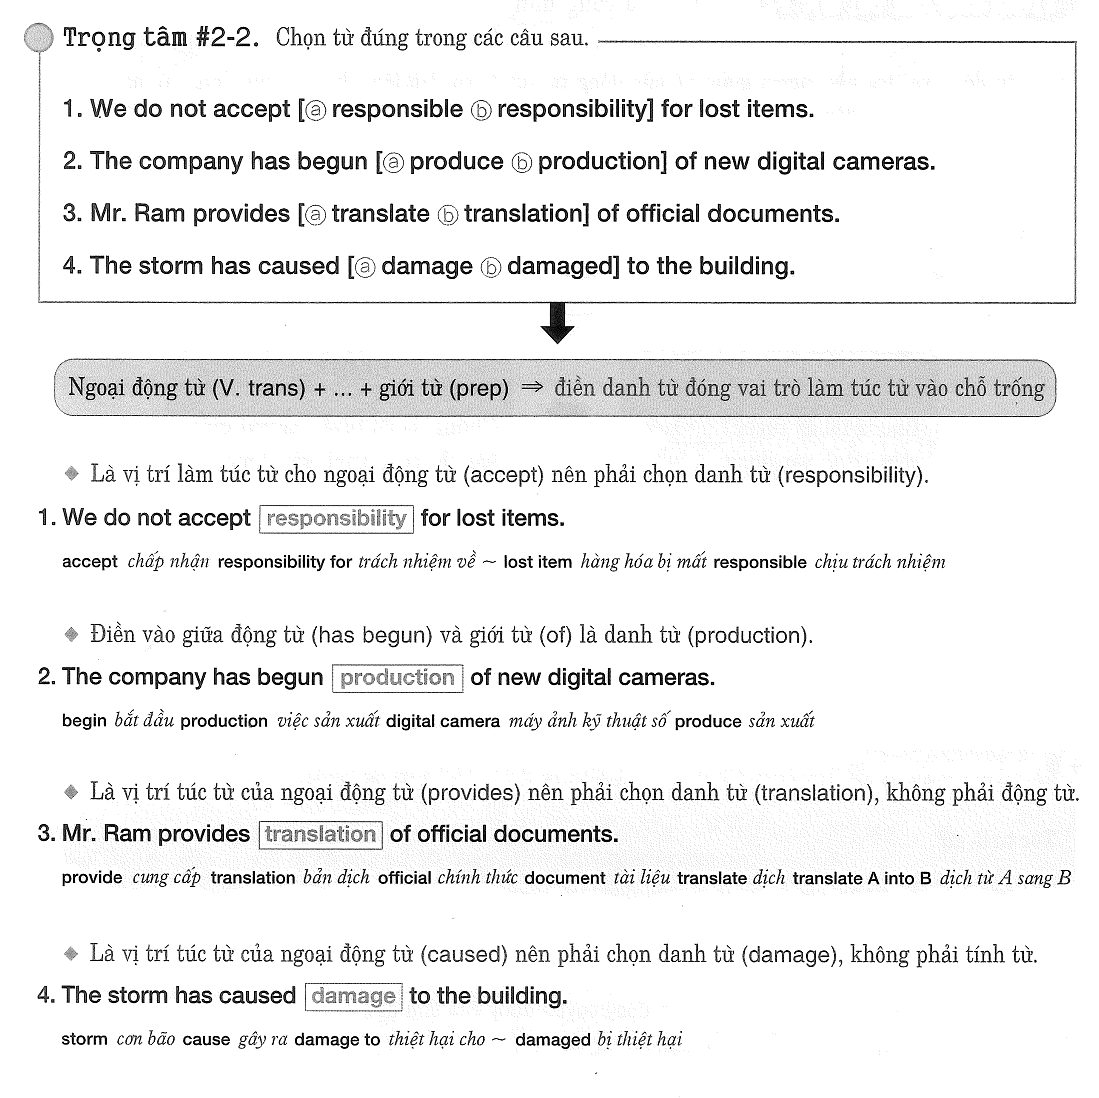 Trọng tâm #2-2. Chọn từ đúng trong các câu sau.
1. We do not accept [ⓐ responsible ⓑ responsibility] for lost items.
2. The company has begun [ⓐ produce ⓑ production] of new digital cameras.
3. Mr. Ram provides [ⓐ translate ⓑ translation] of official documents.
4. The storm has caused [ⓐ damage ⓑ damaged] to the building.
Ngoại động từ (V. trans) + ... + giới từ (prep) ⇒ điền danh từ đóng vai trò làm túc từ vào chỗ trống
◆ Là vị trí làm túc từ cho ngoại động từ (accept) nên phải chọn danh từ (responsibility).
1. We do not accept responsibility for lost items.
accept chấp nhận responsibility for trách nhiệm về ~ lost item hàng hóa bị mất responsible chịu trách nhiệm
◆ Điền vào giữa động từ (has begun) và giới từ (of) là danh từ (production).
2. The company has begun production of new digital cameras.
begin bắt đầu production việc sản xuất digital camera máy ảnh kỹ thuật số produce sản xuất
◆ Là vị trí túc từ của ngoại động từ (provides) nên phải chọn danh từ (translation), không phải động từ.
3. Mr. Ram provides translation of official documents.
provide cung cấp translation bản dịch official chính thức document tài liệu translate dịch translate A into B dịch từ A sang B
◆ Là vị trí túc từ của ngoại động từ (caused) nên phải chọn danh từ (damage), không phải tính từ.
4. The storm has caused damage to the building.
storm cơn bão cause gây ra damage to thiệt hại cho ~ damaged bị thiệt hại